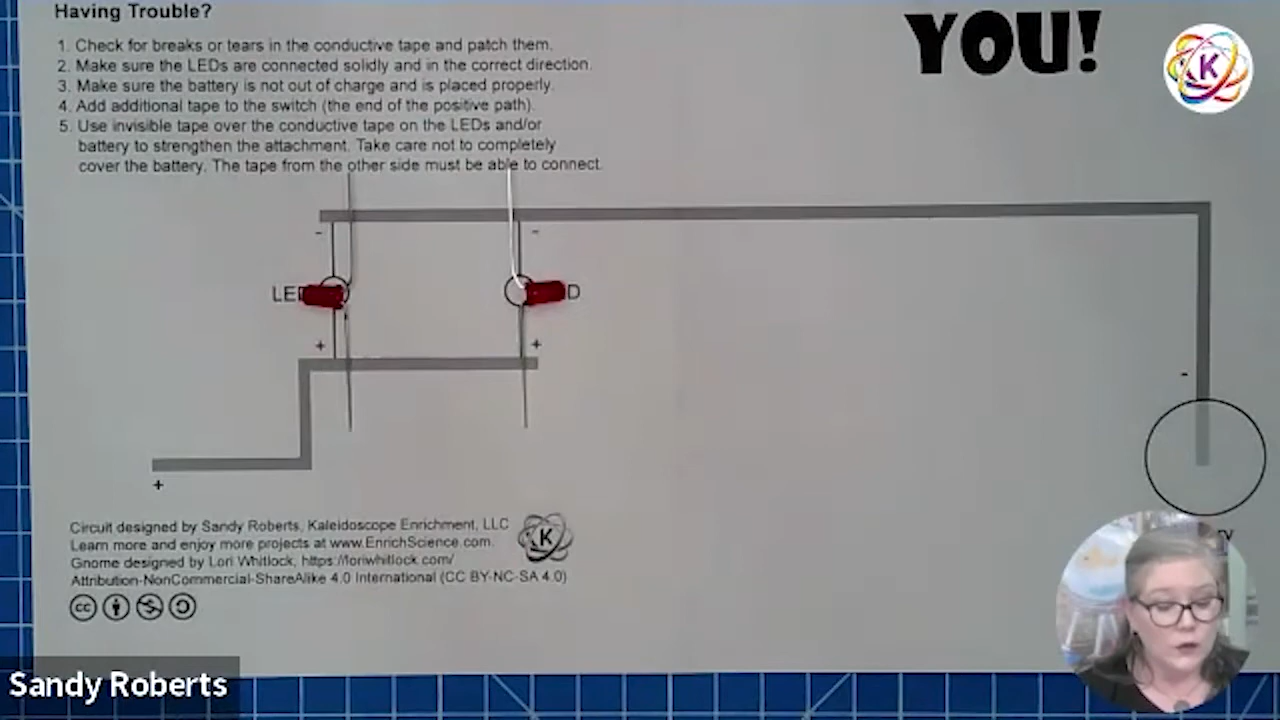 Having Trouble?
YOU!
1. Check for breaks or tears in the conductive tape and patch them.
2. Make sure the LEDs are connected solidly and in the correct direction.
3. Make sure the battery is not out of charge and is placed properly.
4. Add additional tape to the switch (the end of the positive path).
5. Use invisible tape over the conductive tape on the LEDs and/or
battery to strengthen the attachment. Take care not to completely
cover the battery. The tape from the other side must be able to connect.
K
- -
LE D
+ +
-
+
Circuit designed by Sandy Roberts, Kaleidoscope Enrichment, LLC
Learn more and enjoy more projects at www.EnrichScience.com.
Gnome designed by Lori Whitlock, https://loriwhitlock.com/
Attribution-NonCommercial-ShareAlike 4.0 International (CC BY-NC-SA 4.0)
K
cc
Sandy Roberts